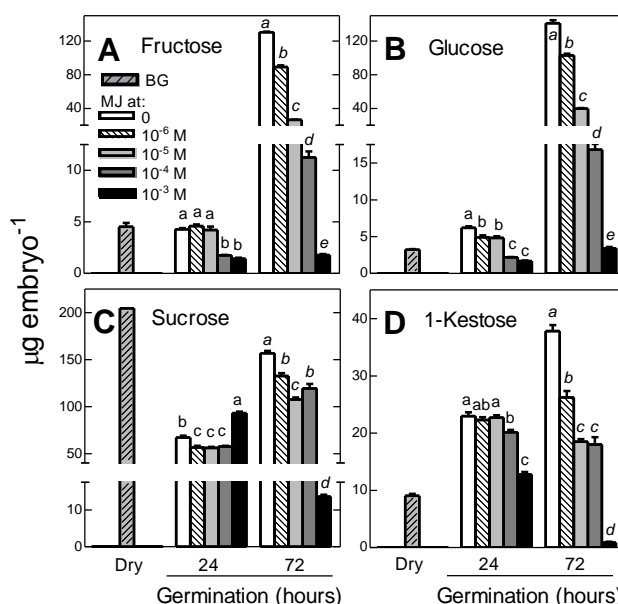 A Fructose
BG
MJ at:
0
10-6 M
10-5 M
10-4 M
10-3 M
120
80
40
10
5
0
a a a b b
a b c d e
B Glucose
120
80
40
15
10
5
0
a b b c c
a b c d e
µg embryo-1
C Sucrose
200
150
100
50
10
0
b c c c a
a b c d
D 1-Kestose
40
30
20
10
0
a ab a b c
a b c c d
Dry 24 72
Germination (hours)
Dry 24 72
Germination (hours)